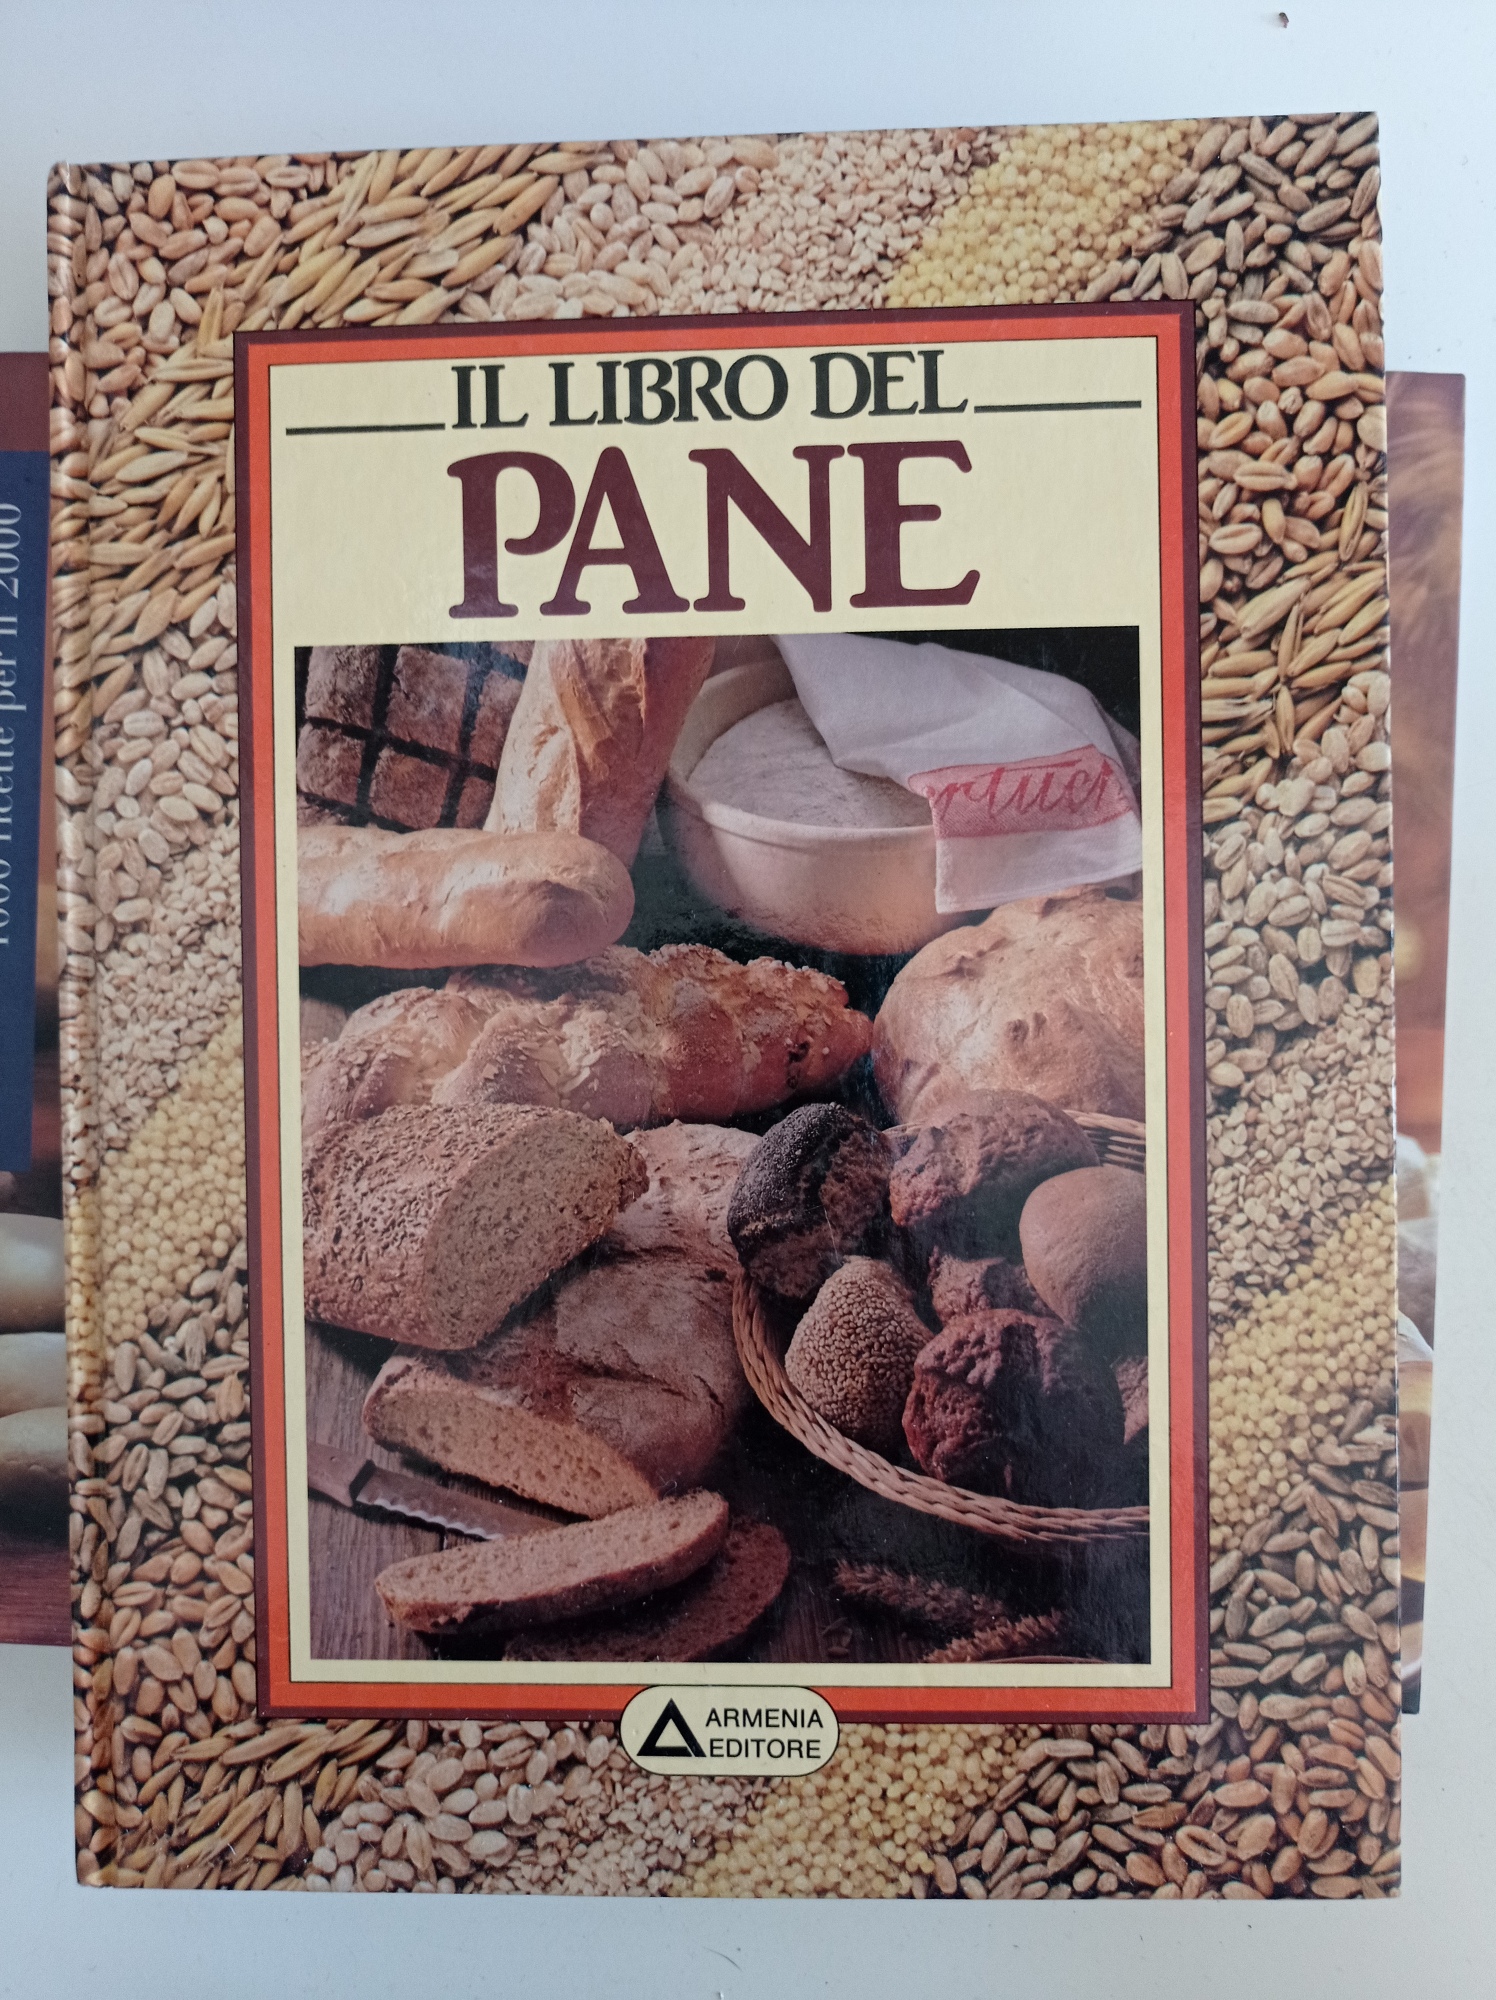 IL LIBRO DEL
PANE
ARMENIA
EDITORE
1000 ricette per il 2000